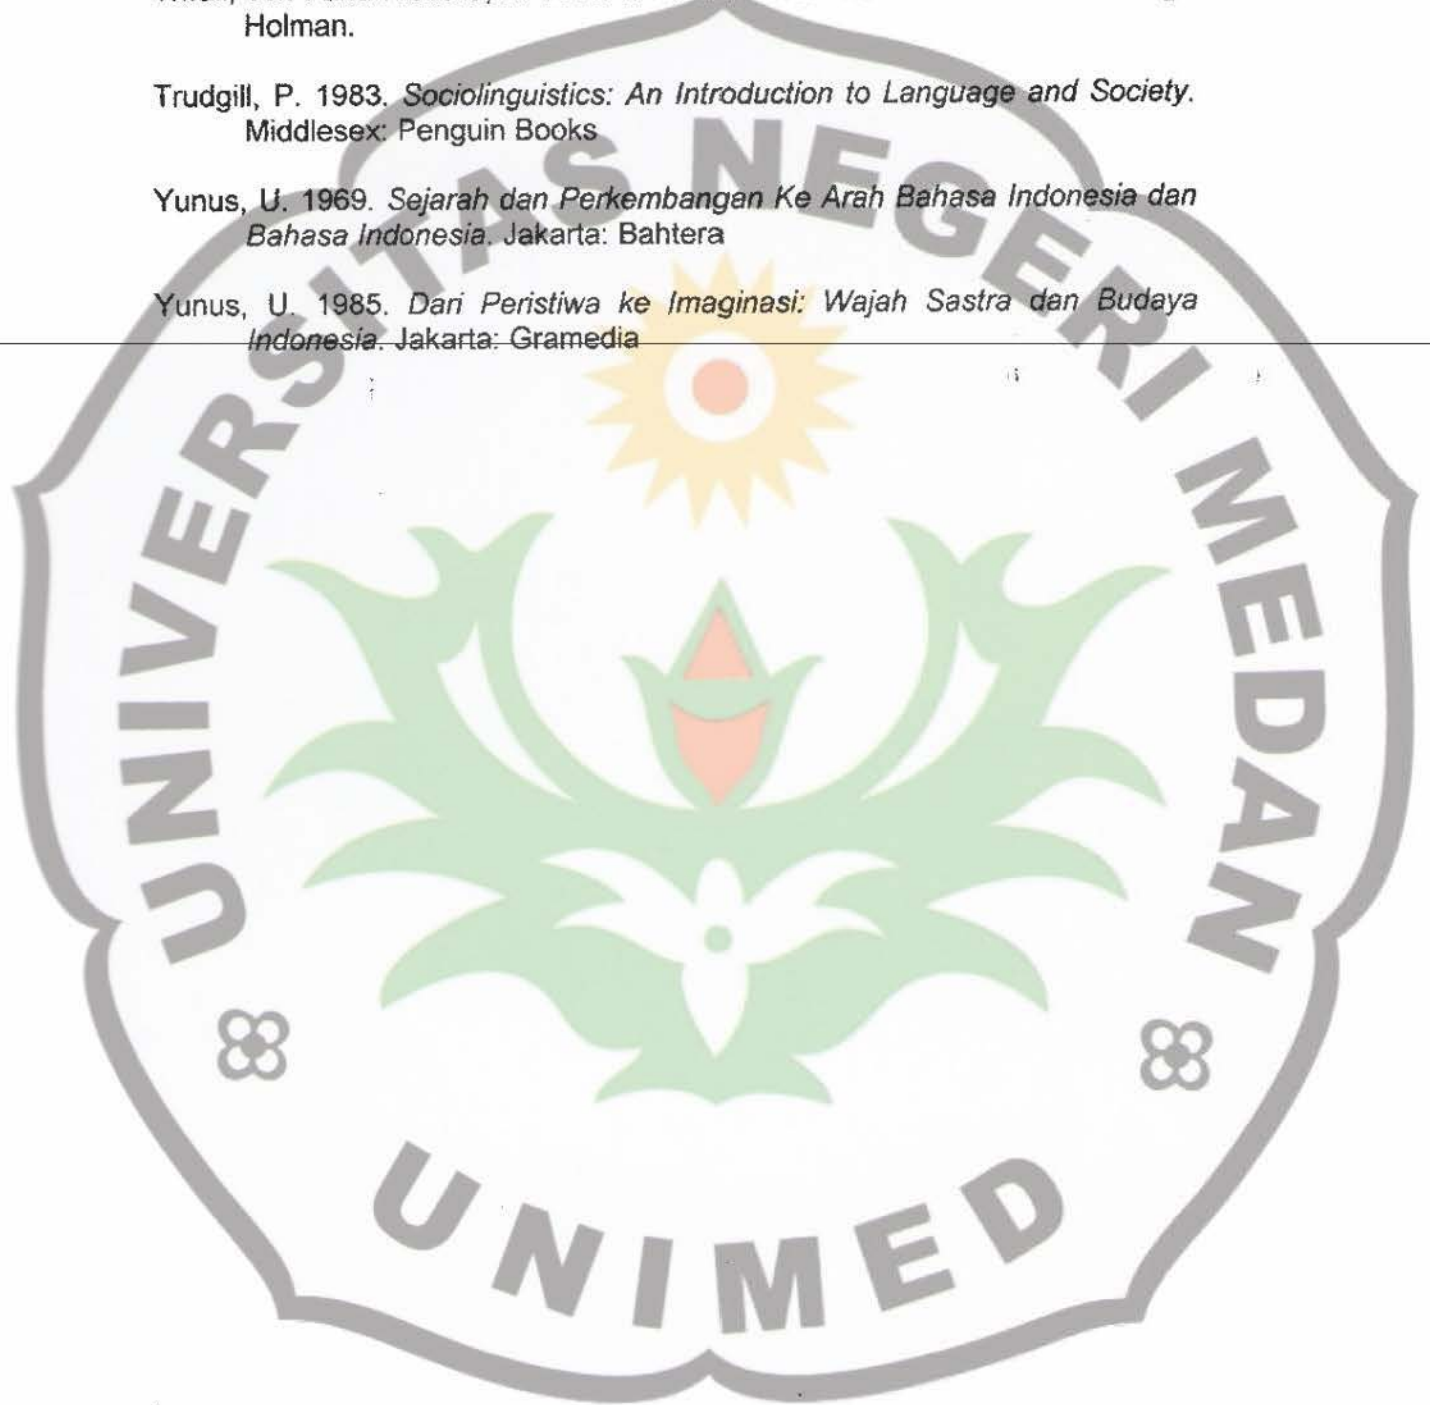 Holman.
Trudgill, P. 1983. Sociolinguistics: An Introduction to Language and Society.
Middlesex: Penguin Books
Yunus, U. 1969. Sejarah dan Perkembangan Ke Arah Bahasa Indonesia dan
Bahasa Indonesia. Jakarta: Bahtera
Yunus, U. 1985. Dari Peristiwa ke Imaginasi: Wajah Sastra dan Budaya
Indonesia. Jakarta: Gramedia
UNIVERSITAS NEGERI MEDAN
UNIMED